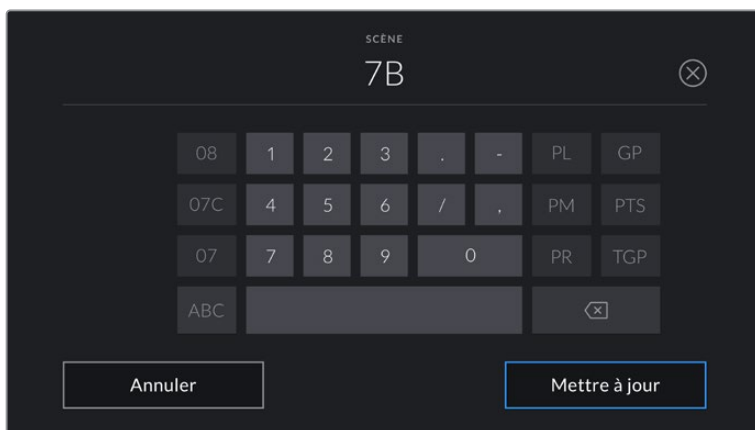 SCÈNE
7B
08 1 2 3 . - PL GP
07C 4 5 6 / , PM PTS
07 7 8 9 0 PR TGP
ABC
Annuler Mettre à jour